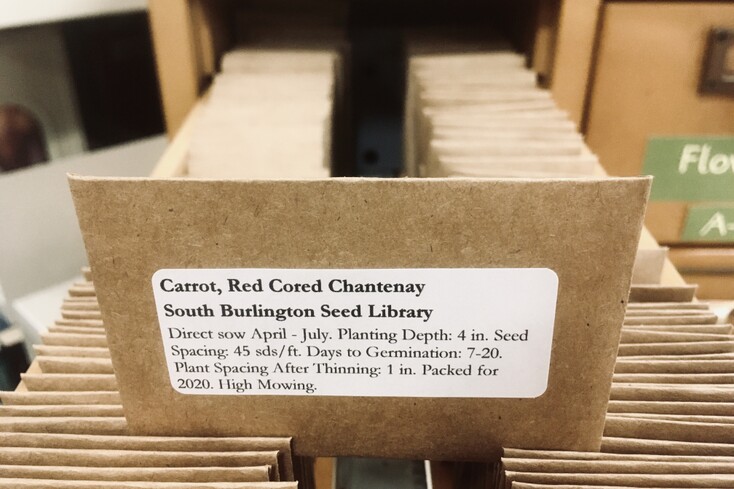 Carrot, Red Cored Chantenay
South Burlington Seed Library
Direct sow April - July. Planting Depth: 4 in. Seed
Spacing: 45 sds/ft. Days to Germination: 7-20.
Plant Spacing After Thinning: 1 in. Packed for
2020. High Mowing.
Flo
A-